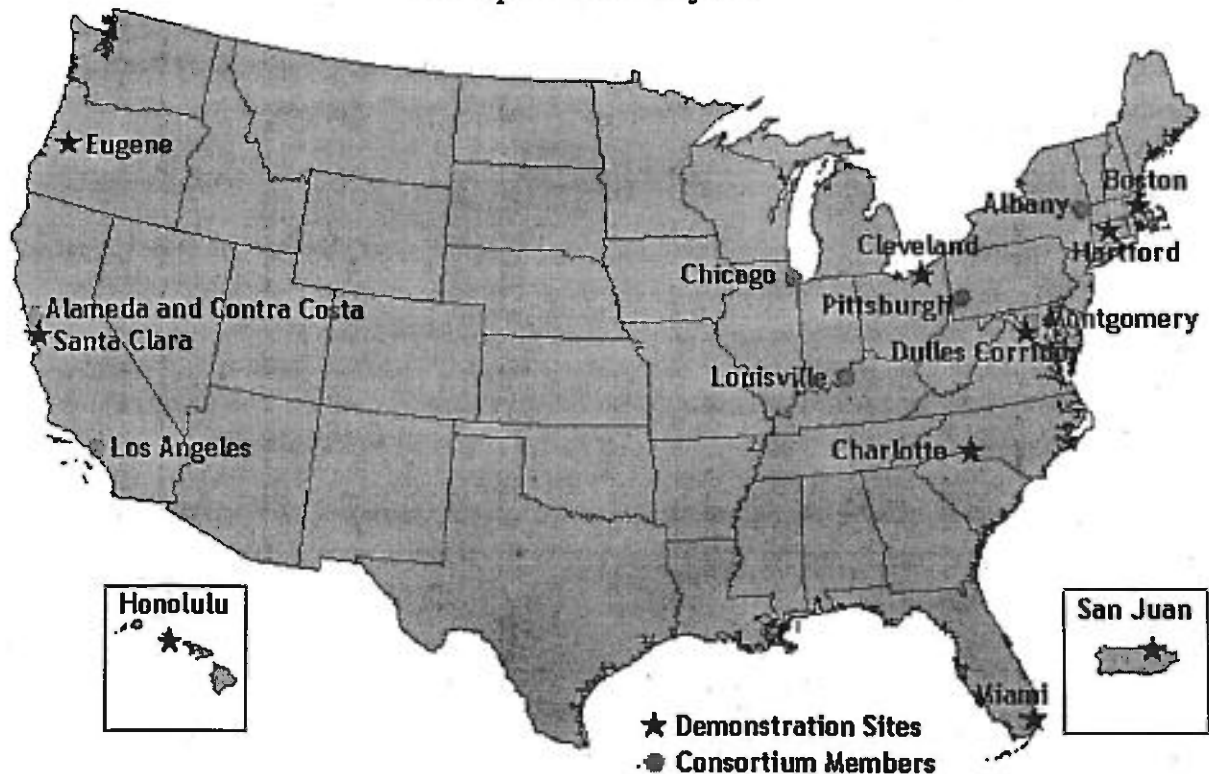 Eugene
Boston
Albany
Hartford
Cleveland
Chicago
Pittsburgh
Alameda and Contra Costa
Santa Clara
Montgomery
Dulles Corridor
Louisville
Los Angeles
Charlotte
Honolulu
San Juan
Miami
Demonstration Sites
Consortium Members